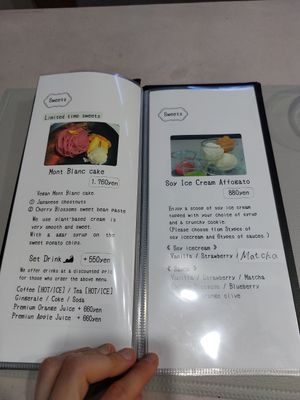 Sweets
Limited-time sweets
Mont Blanc cake
1.760yen
Vegan Mont Blanc cake
① Japanese chestnuts
② Cherry Blossoms sweet bean paste
We use plant-based cream is
very smooth and sweet.
With a agar syrup on the
sweet potato chips.
Set Drink + 550yen
We offer drinks at a discounted price
for those who order the above menu
Coffee [HOT/ICE] / Tea [HOT/ICE]
Gingerale / Coke / Soda
Premium Orange Juice + 660yen
Premium Apple Juice + 660yen
Sweets
Soy Ice Cream Affogato
880yen
Enjoy a scoop of soy ice cream
topped with your choice of syrup
and a crunchy cookie.
(Please choose from 3types of
soy icecream and 6types of sauces )
《 Soy icecream 》
Vanilla / Strawberry / Matcha
《 Sauce 》
Vanilla / Strawberry / Matcha
/ Blueberry
olive